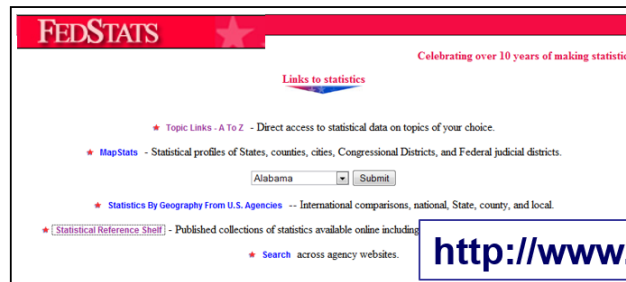 FEDSTATS
Celebrating over 10 years of making statistic
Links to statistics
Topic Links - A To Z - Direct access to statistical data on topics of your choice.
MapStats - Statistical profiles of States, counties, cities, Congressional Districts, and Federal judicial districts.
Alabama Submit
Statistics By Geography From U.S. Agencies -- International comparisons, national, State, county, and local.
Statistical Reference Shelf - Published collections of statistics available online including
Search across agency websites.
http://www.